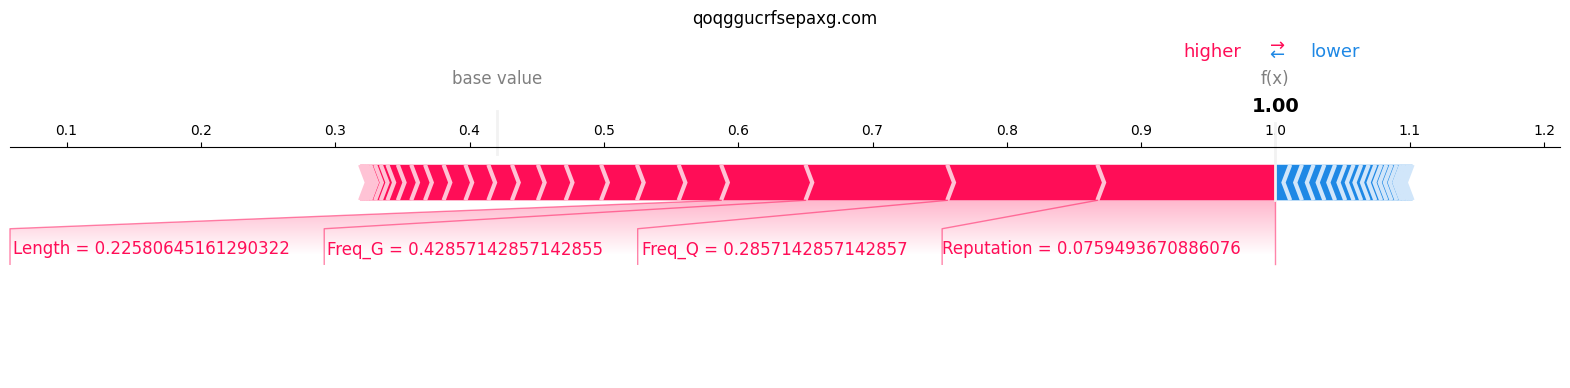 qoqggucrfsepaxg.com
higher ⇄ lower
base value f(x)
1.00
0.1 0.2 0.3 0.4 0.5 0.6 0.7 0.8 0.9 1.0 1.1 1.2
Length = 0.22580645161290322 Freq_G = 0.42857142857142855 Freq_Q = 0.2857142857142857 Reputation = 0.0759493670886076